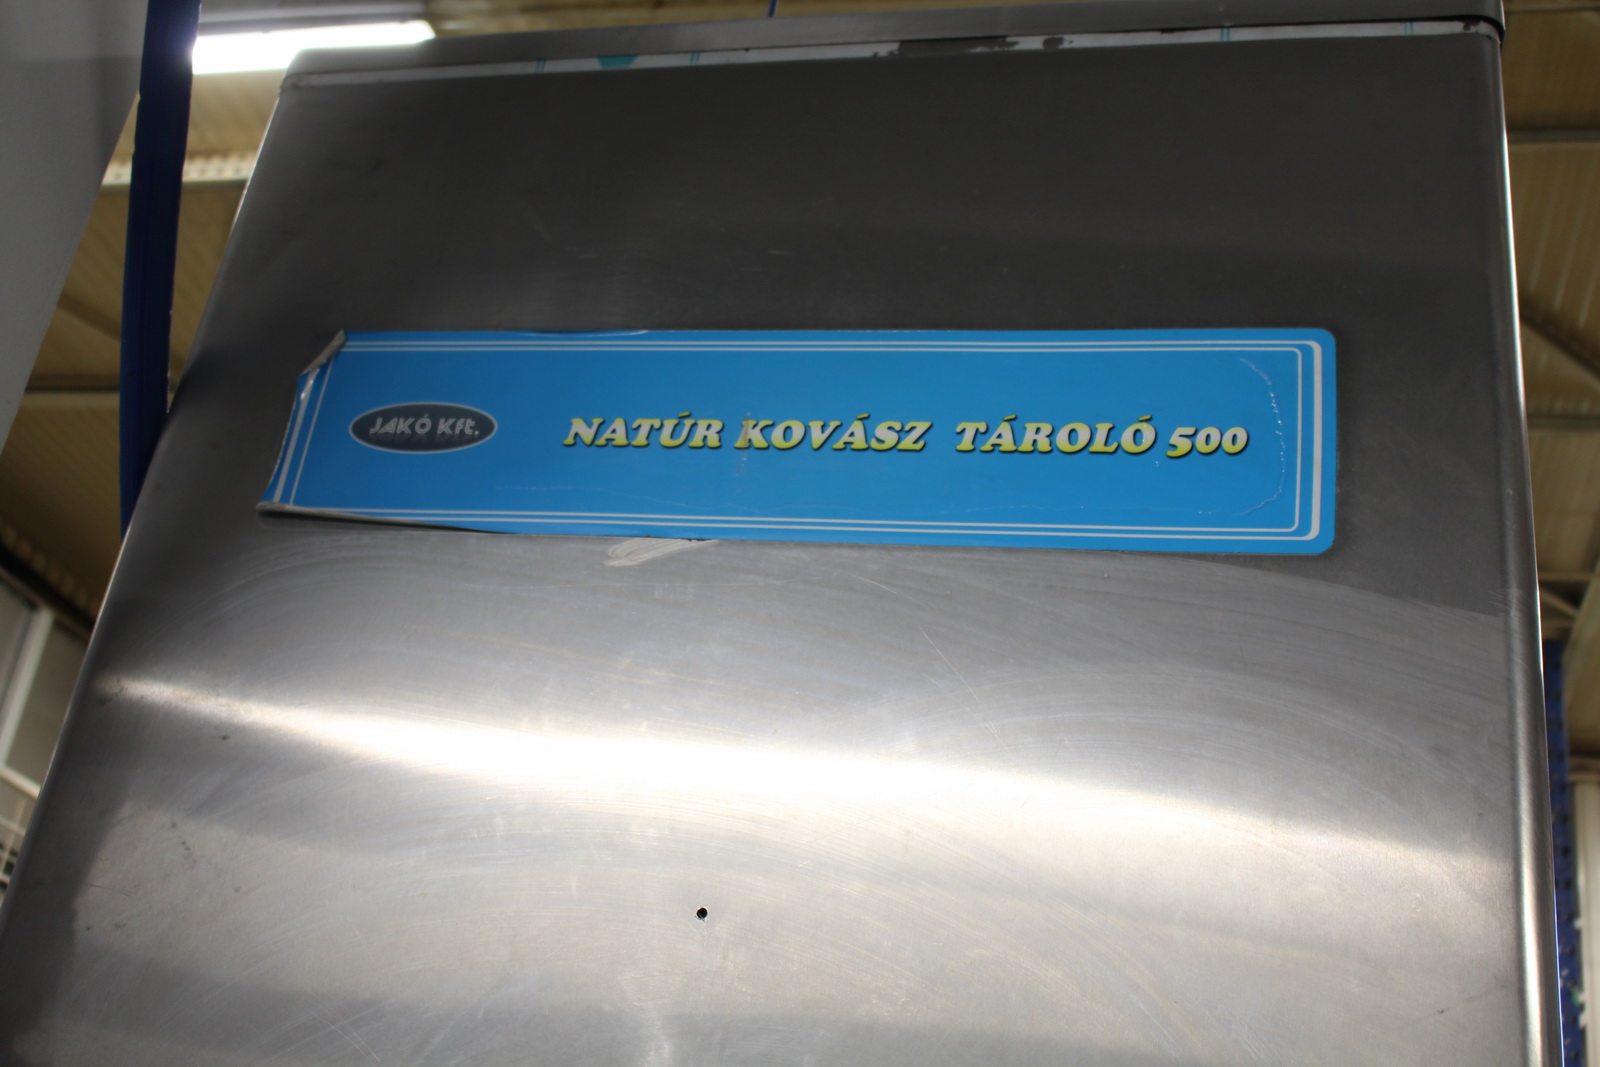 JAKÓ Kft.
NATÚR KOVÁSZ TÁROLÓ 500